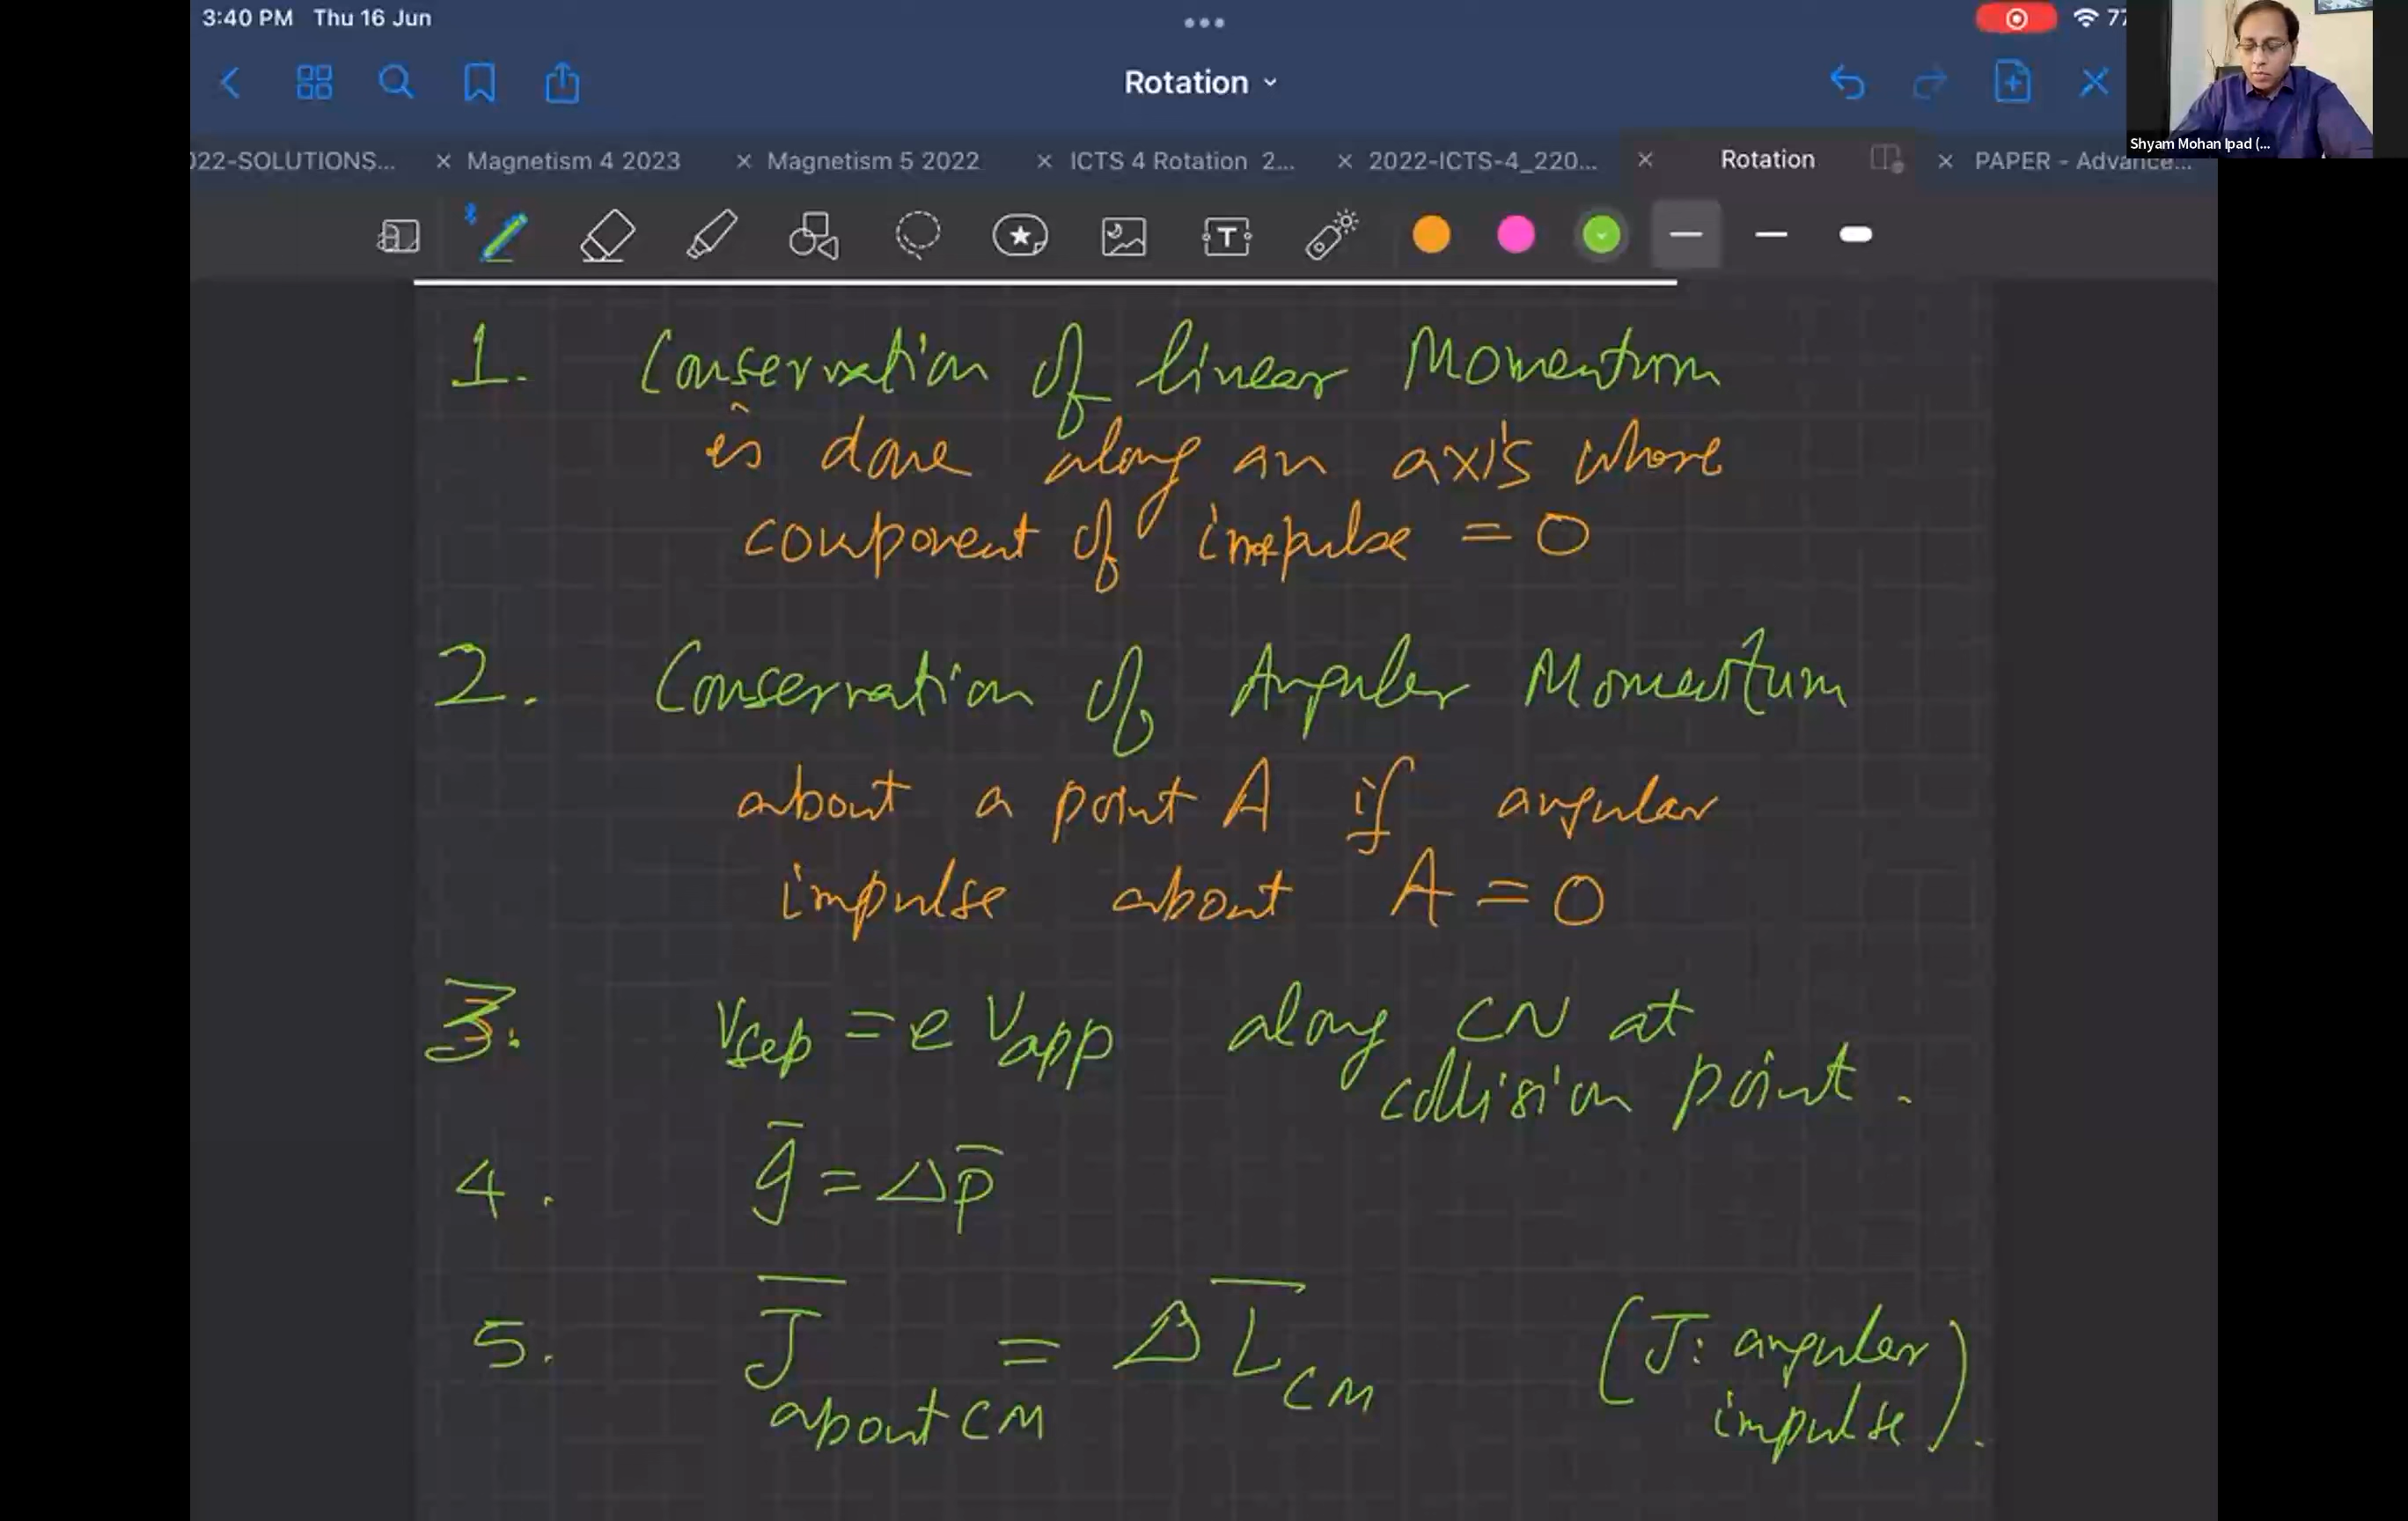 3:40 PM Thu 16 Jun
77
Rotation
Shyam Mohan Ipad (...
022-SOLUTIONS... × Magnetism 4 2023 × Magnetism 5 2022 × ICTS 4 Rotation 2... × 2022-ICTS-4_220... × Rotation × PAPER - Advance...
T
1. Conservation of linear Momentum
is done along an axis where
component of impulse = 0
2. Conservation of Angular Momentum
about a point A if angular
impulse about A = 0
3. Vsep = e Vapp along CN at
collision point.
4. J̄ = Δp̄
5. J̄ about CM = ΔL̄ CM (J: angular
impulse).